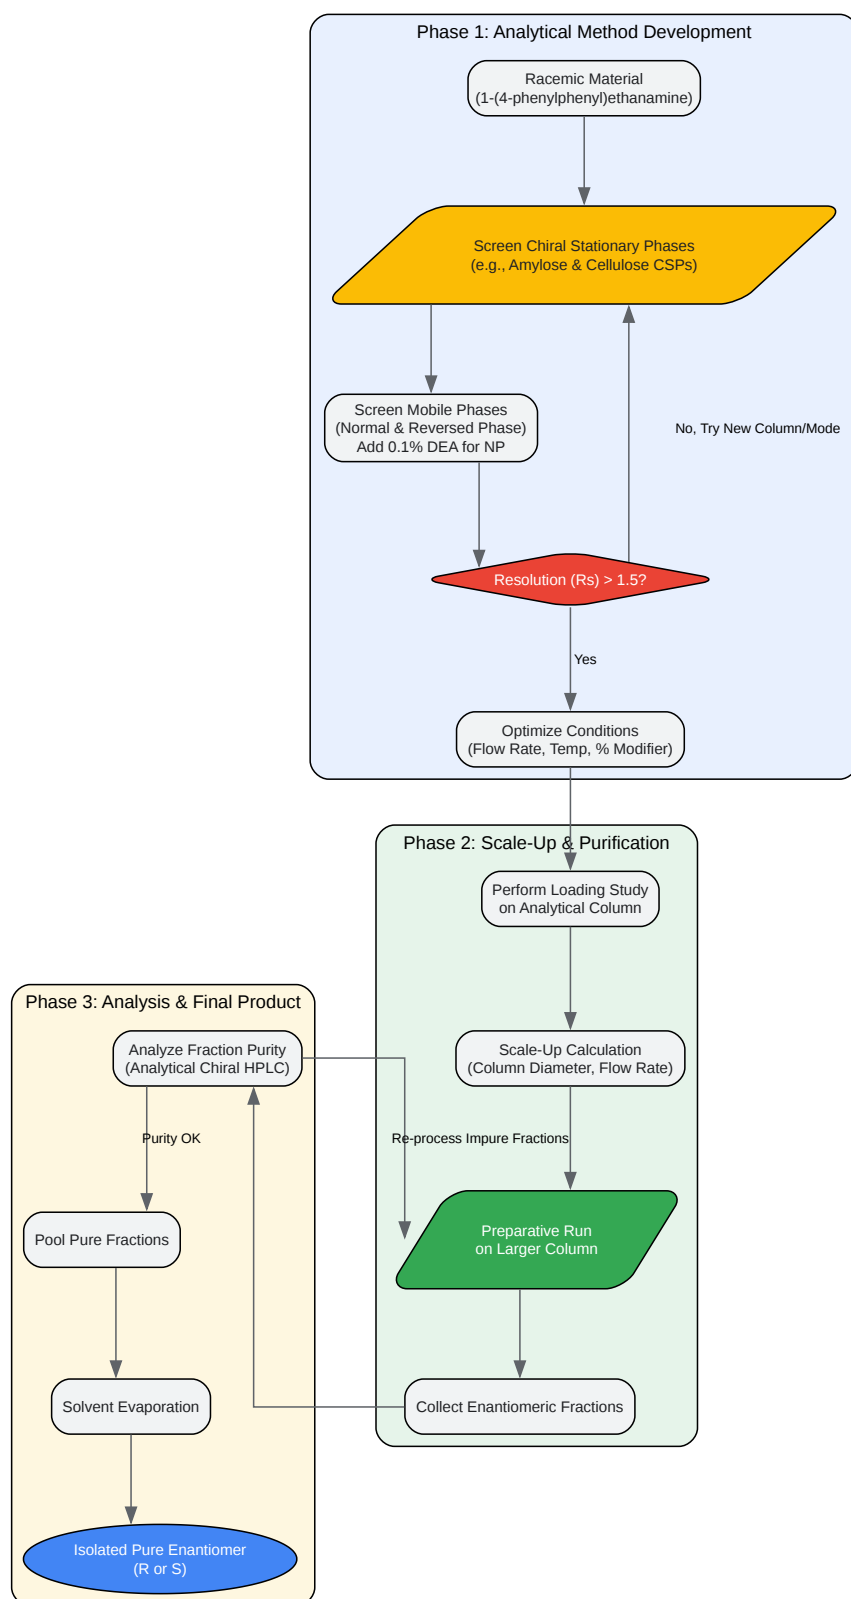 Phase 1: Analytical Method Development
Racemic Material
(1-(4-phenylphenyl)ethanamine)
Screen Chiral Stationary Phases
(e.g., Amylose & Cellulose CSPs)
Screen Mobile Phases
(Normal & Reversed Phase)
Add 0.1% DEA for NP
No, Try New Column/Mode
Resolution (Rs) > 1.5?
Yes
Optimize Conditions
(Flow Rate, Temp, % Modifier)
Phase 2: Scale-Up & Purification
Perform Loading Study
on Analytical Column
Scale-Up Calculation
(Column Diameter, Flow Rate)
Re-process Impure Fractions
Preparative Run
on Larger Column
Collect Enantiomeric Fractions
Phase 3: Analysis & Final Product
Analyze Fraction Purity
(Analytical Chiral HPLC)
Purity OK
Pool Pure Fractions
Solvent Evaporation
Isolated Pure Enantiomer
(R or S)